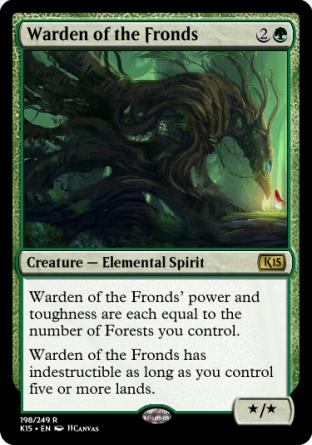 Warden of the Fronds 2
Creature — Elemental Spirit K15
Warden of the Fronds' power and
toughness are each equal to the
number of Forests you control.
Warden of the Fronds has
indestructible as long as you control
five or more lands.
*/*
198/249 R
K15 • EN